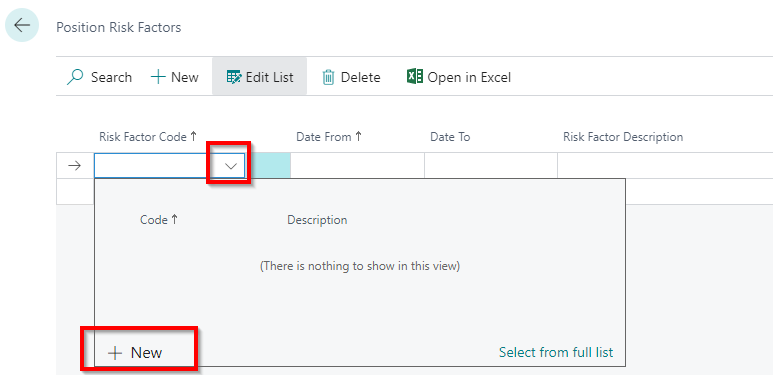 Position Risk Factors
Search New Edit List Delete Open in Excel
Risk Factor Code ↑ Date From ↑ Date To Risk Factor Description
Code ↑ Description
(There is nothing to show in this view)
+ New Select from full list